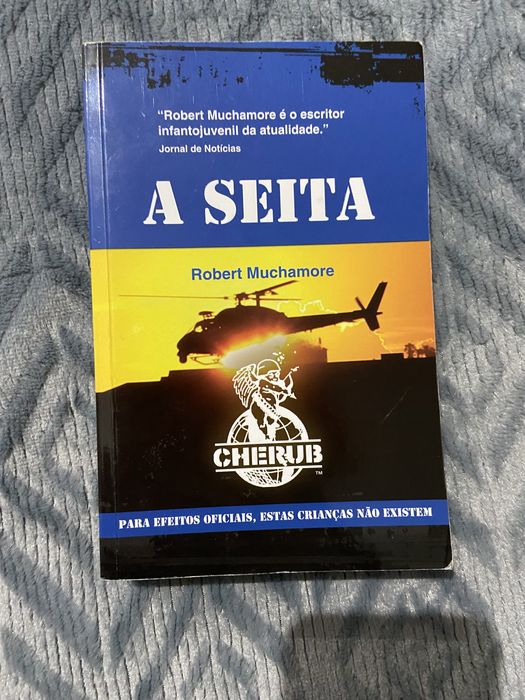 “Robert Muchamore é o escritor
infantojuvenil da atualidade.”
Jornal de Notícias
A SEITA
Robert Muchamore
CHERUB
TM
PARA EFEITOS OFICIAIS, ESTAS CRIANÇAS NÃO EXISTEM